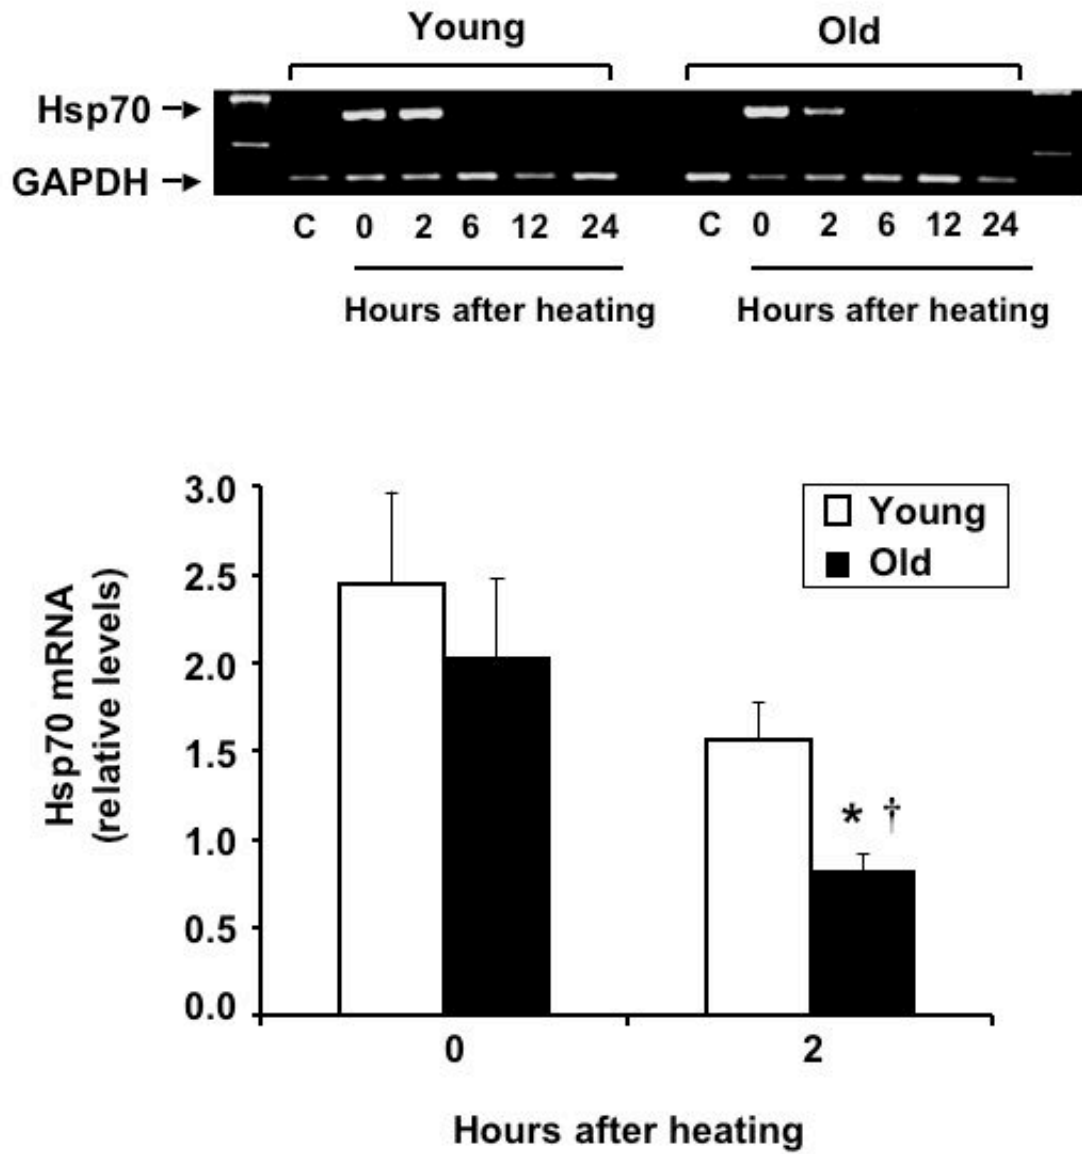 Young Old
Hsp70 →
GAPDH →
C 0 2 6 12 24 C 0 2 6 12 24
Hours after heating Hours after heating
3.0
2.5
2.0
1.5
1.0
0.5
0.0
Hsp70 mRNA
(relative levels)
Young
Old
* †
0 2
Hours after heating